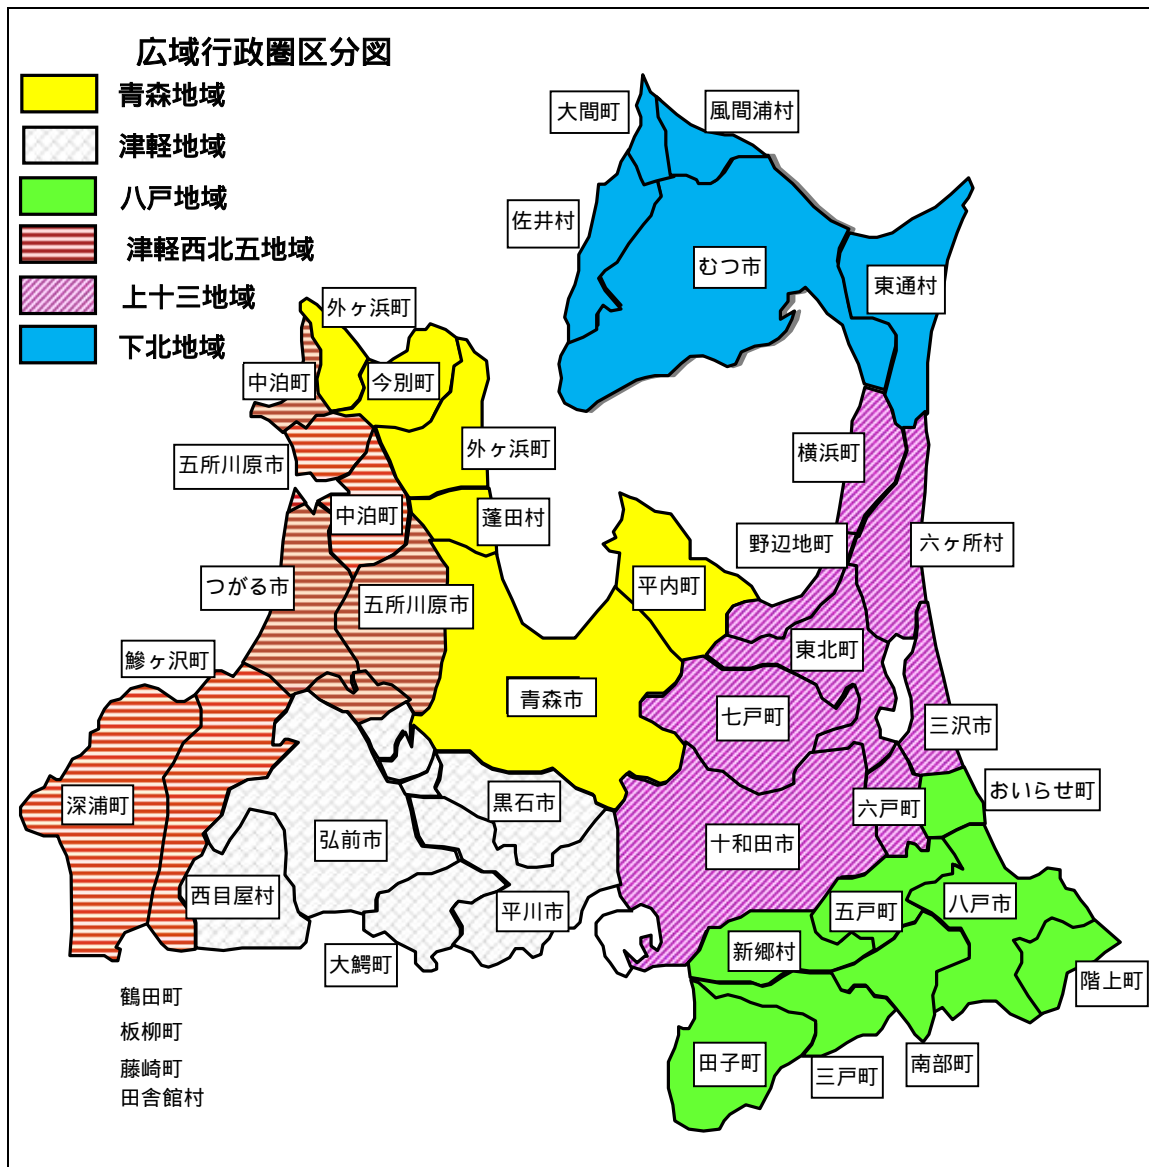 広域行政圏区分図
青森地域
津軽地域
八戸地域
津軽西北五地域
上十三地域
下北地域
大間町
風間浦村
佐井村
むつ市
東通村
外ヶ浜町
中泊町
今別町
五所川原市
外ヶ浜町
横浜町
中泊町
蓬田村
野辺地町
六ヶ所村
つがる市
五所川原市
平内町
鰺ヶ沢町
東北町
青森市
七戸町
三沢市
深浦町
黒石市
六戸町
おいらせ町
弘前市
十和田市
西目屋村
平川市
五戸町
八戸市
大鰐町
新郷村
階上町
鶴田町
板柳町
田子町
三戸町
南部町
藤崎町
田舎館村